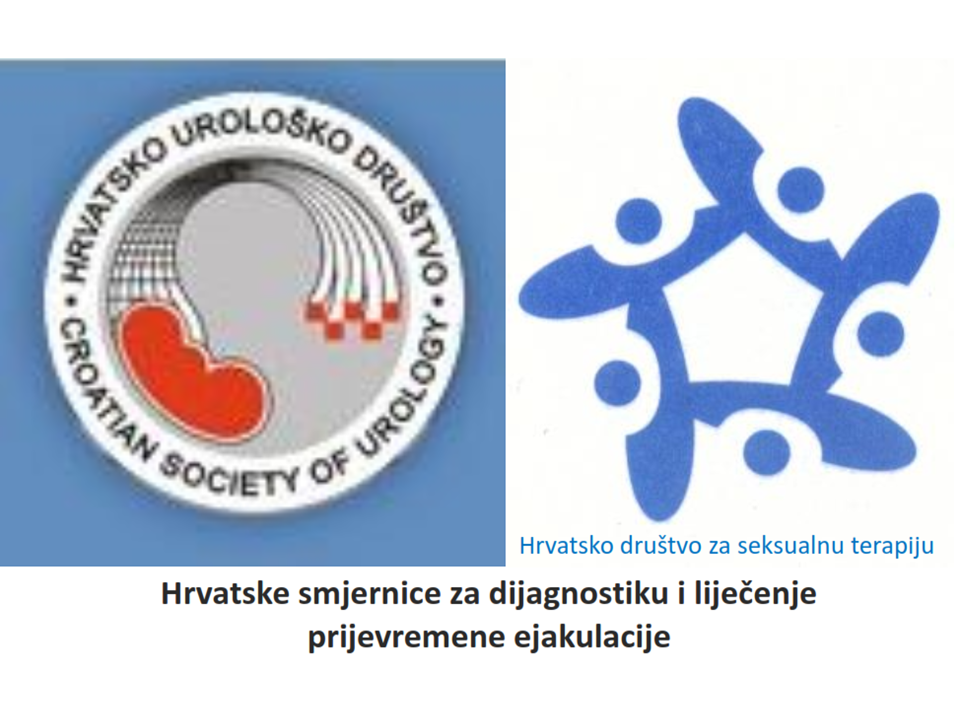 • HRVATSKO UROLOŠKO DRUŠTVO •
CROATIAN SOCIETY OF UROLOGY
Hrvatsko društvo za seksualnu terapiju
Hrvatske smjernice za dijagnostiku i liječenje
prijevremene ejakulacije